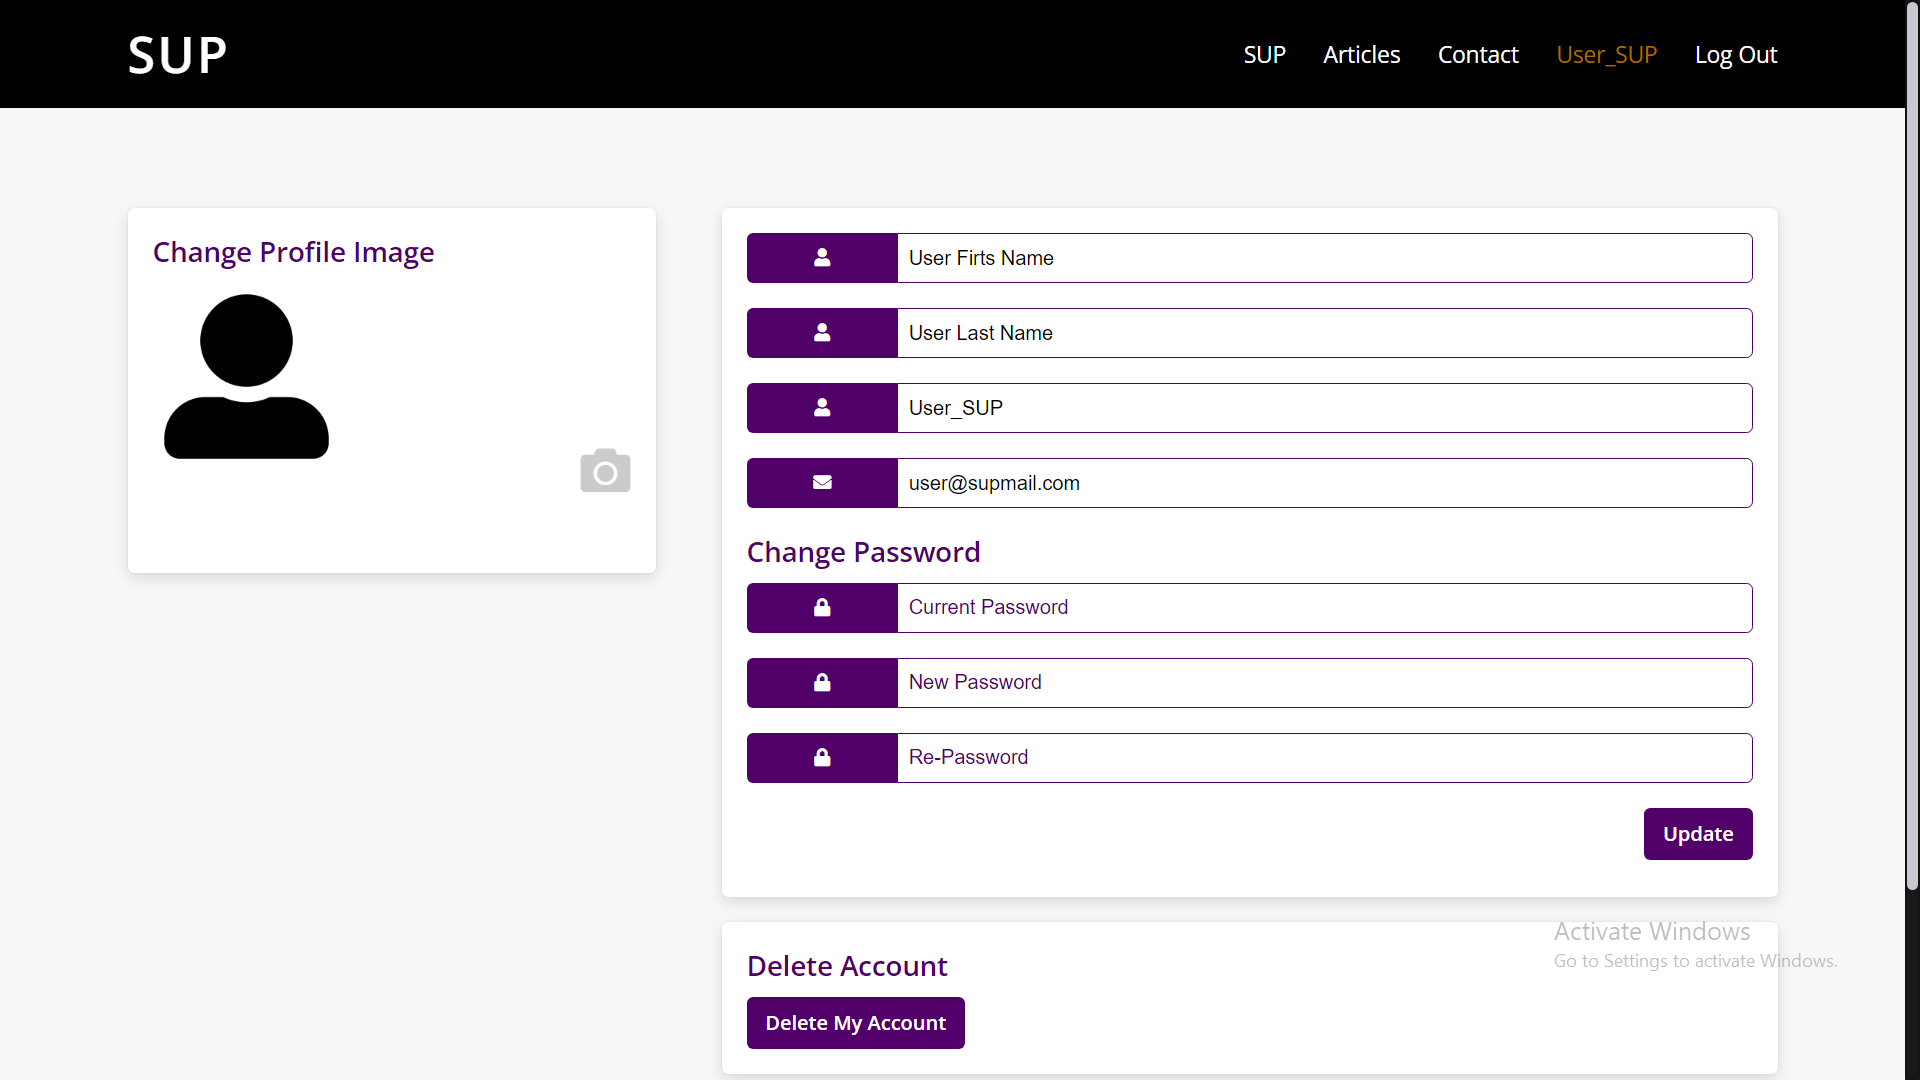 SUP
SUP Articles Contact User_SUP Log Out
Change Profile Image
User Firts Name
User Last Name
User_SUP
user@supmail.com
Change Password
Current Password
New Password
Re-Password
Update
Delete Account
Delete My Account
Activate Windows
Go to Settings to activate Windows.